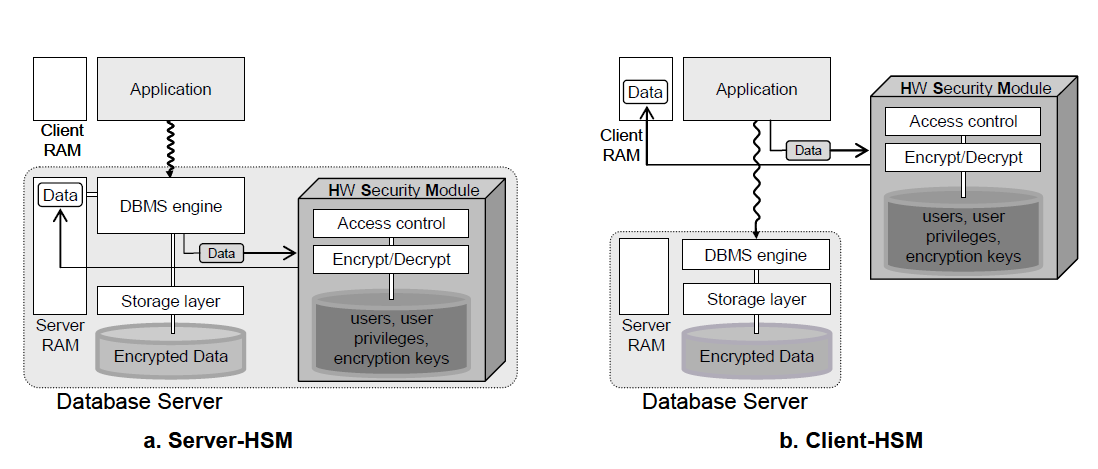 Application
Client
RAM
Data
DBMS engine
Data
Storage layer
Server
RAM
Encrypted Data
HW Security Module
Access control
Encrypt/Decrypt
users, user
privileges,
encryption keys
Database Server
a. Server-HSM
Data
Application
Client
RAM
Data
HW Security Module
Access control
Encrypt/Decrypt
users, user
privileges,
encryption keys
DBMS engine
Storage layer
Server
RAM
Encrypted Data
Database Server
b. Client-HSM